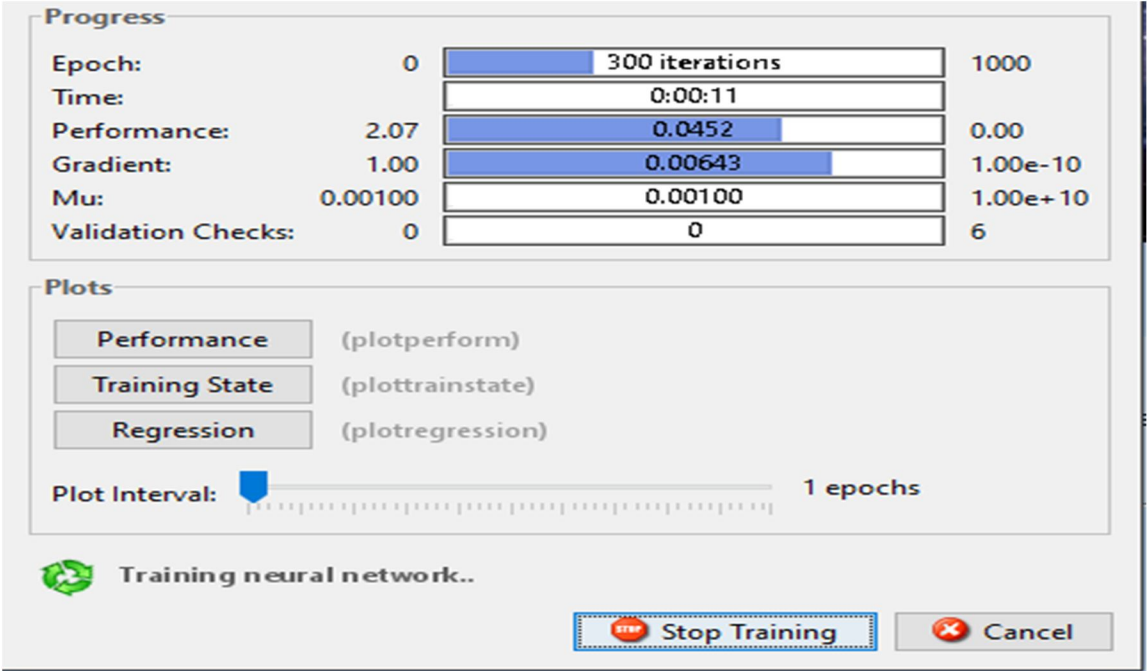 Progress
Epoch: 0 300 iterations 1000
Time: 0:00:11
Performance: 2.07 0.0452 0.00
Gradient: 1.00 0.00643 1.00e-10
Mu: 0.00100 0.00100 1.00e+10
Validation Checks: 0 0 6
Plots
Performance (plotperform)
Training State (plottrainstate)
Regression (plotregression)
Plot Interval: 1 epochs
Training neural network..
STOP Stop Training Cancel